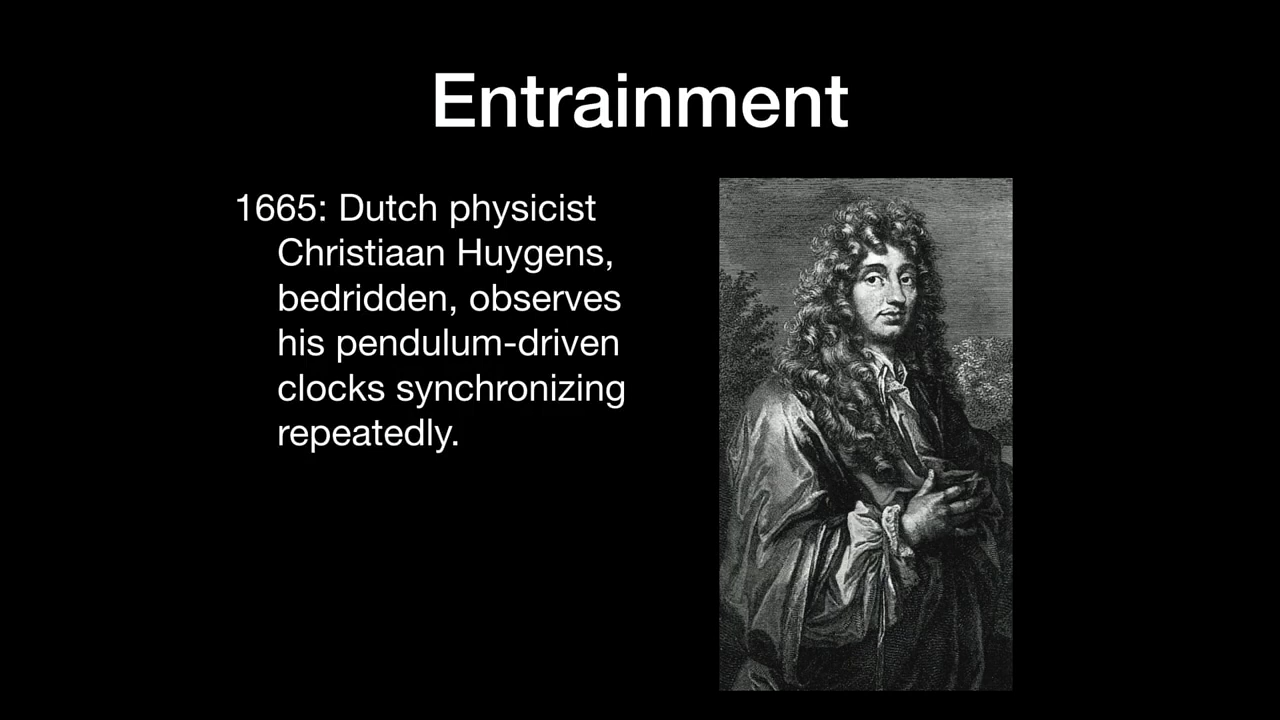 Entrainment
1665: Dutch physicist
Christiaan Huygens,
bedridden, observes
his pendulum-driven
clocks synchronizing
repeatedly.